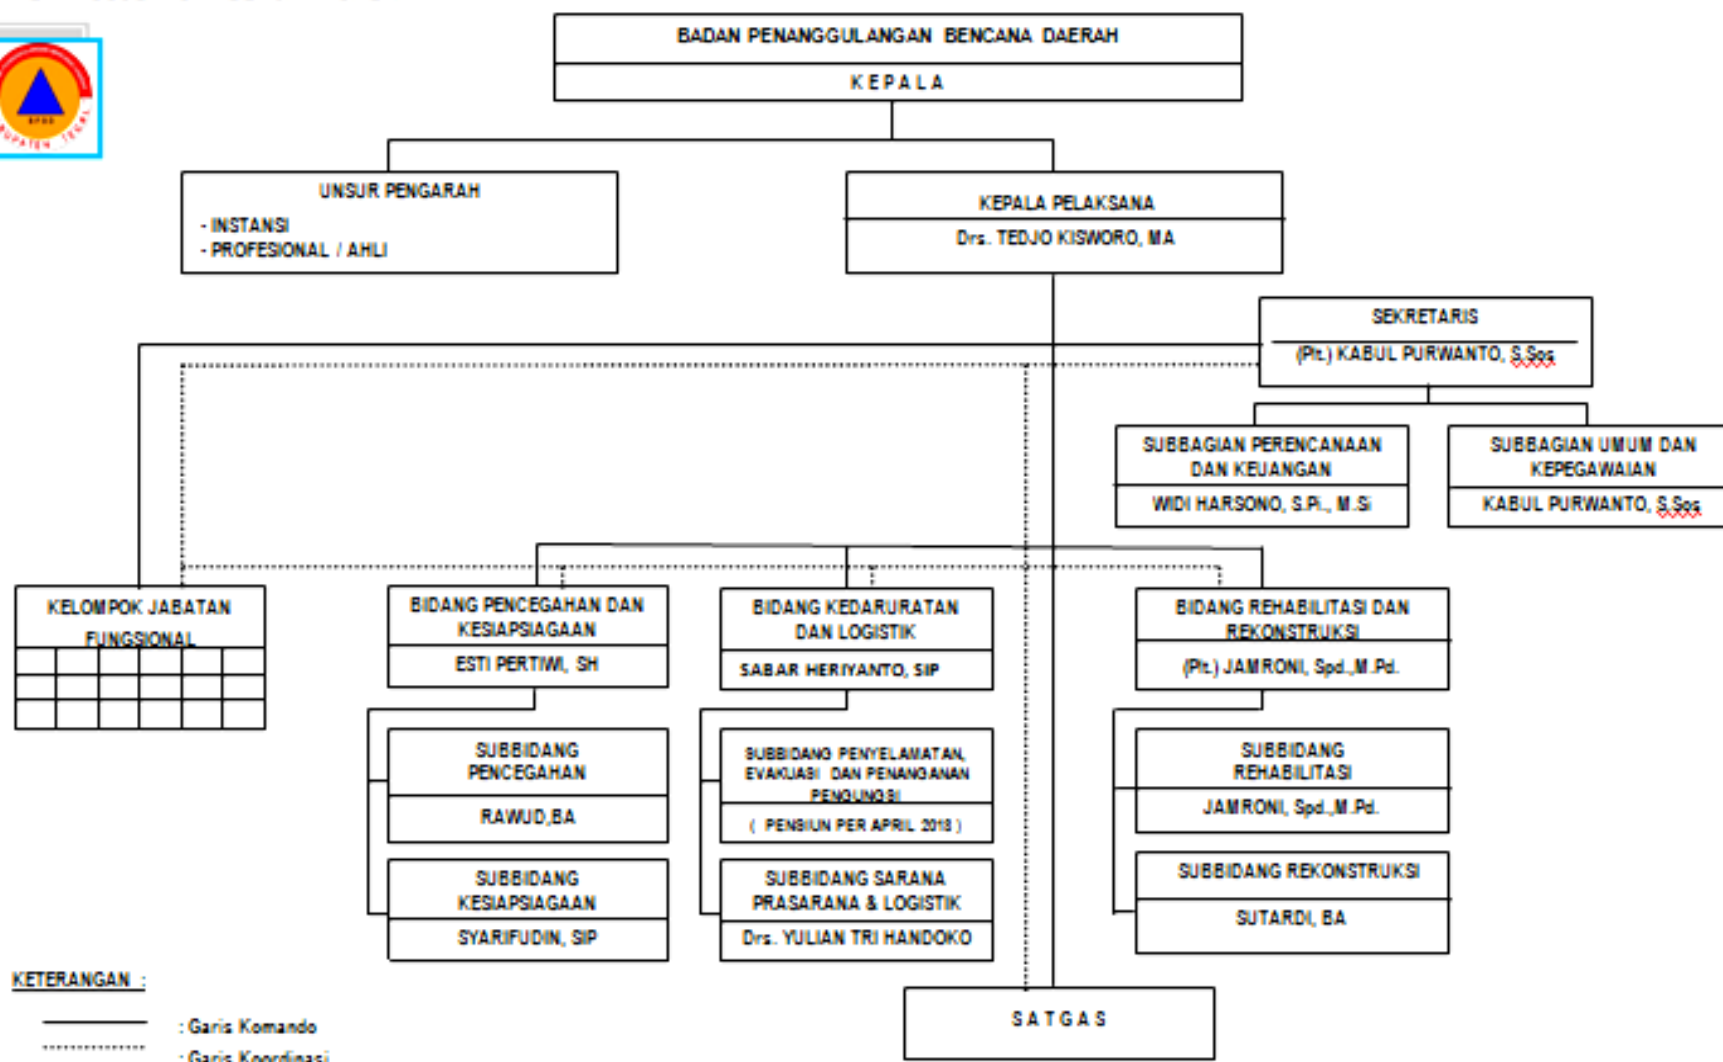 BADAN PENANGGULANGAN BENCANA DAERAH
K E P A L A
BPBD
KABUPATEN TEGAL
UNSUR PENGARAH
- INSTANSI
- PROFESIONAL / AHLI
KEPALA PELAKSANA
Drs. TEDJO KISWORO, MA
SEKRETARIS
(Plt.) KABUL PURWANTO, S.Sos
SUBBAGIAN PERENCANAAN
DAN KEUANGAN
WIDI HARSONO, S.Pi., M.Si
SUBBAGIAN UMUM DAN
KEPEGAWAIAN
KABUL PURWANTO, S.Sos
KELOMPOK JABATAN
FUNGSIONAL
BIDANG PENCEGAHAN DAN
KESIAPSIAGAAN
ESTI PERTIWI, SH
BIDANG KEDARURATAN
DAN LOGISTIK
SABAR HERIYANTO, SIP
BIDANG REHABILITASI DAN
REKONSTRUKSI
(Plt.) JAMRONI, Spd.,M.Pd.
SUBBIDANG
PENCEGAHAN
RAWUD,BA
SUBBIDANG PENYELAMATAN,
EVAKUASI DAN PENANGANAN
PENGUNGSI
( PENSIUN PER APRIL 2018 )
SUBBIDANG
REHABILITASI
JAMRONI, Spd.,M.Pd.
SUBBIDANG
KESIAPSIAGAAN
SYARIFUDIN, SIP
SUBBIDANG SARANA
PRASARANA & LOGISTIK
Drs. YULIAN TRI HANDOKO
SUBBIDANG REKONSTRUKSI
SUTARDI, BA
S A T G A S
KETERANGAN :
: Garis Komando
: Garis Koordinasi